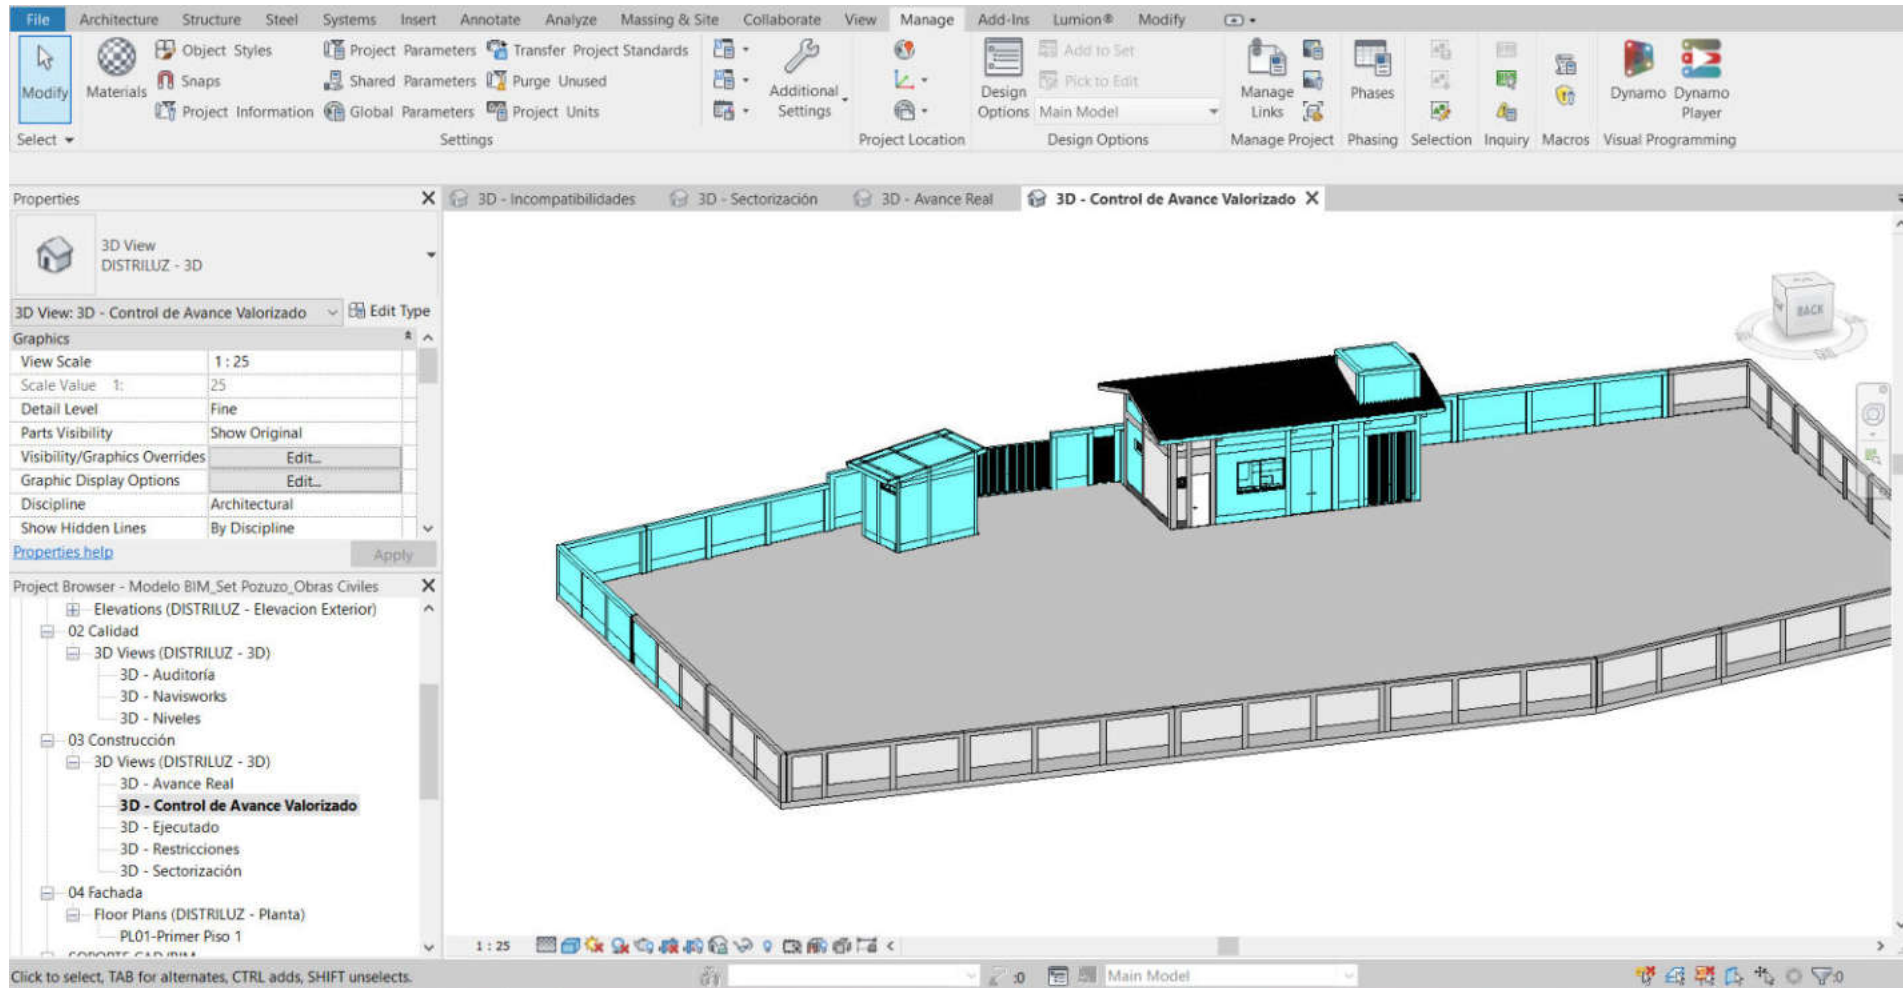 File Architecture Structure Steel Systems Insert Annotate Analyze Massing & Site Collaborate View Manage Add-Ins Lumion® Modify
Modify
Materials
Object Styles
Snaps
Project Information
Project Parameters
Shared Parameters
Global Parameters
Transfer Project Standards
Purge Unused
Project Units
Additional
Settings
Design
Options
Add to Set
Pick to Edit
Main Model
Manage
Links
Phases
Dynamo
Dynamo
Player
Select Settings Project Location Design Options Manage Project Phasing Selection Inquiry Macros Visual Programming
Properties
3D View
DISTRILUZ - 3D
3D View: 3D - Control de Avance Valorizado Edit Type
Graphics
View Scale 1 : 25
Scale Value 1: 25
Detail Level Fine
Parts Visibility Show Original
Visibility/Graphics Overrides Edit...
Graphic Display Options Edit...
Discipline Architectural
Show Hidden Lines By Discipline
Properties help Apply
Project Browser - Modelo BIM_Set Pozuzo_Obras Civiles
Elevations (DISTRILUZ - Elevacion Exterior)
02 Calidad
3D Views (DISTRILUZ - 3D)
3D - Auditoría
3D - Navisworks
3D - Niveles
03 Construcción
3D Views (DISTRILUZ - 3D)
3D - Avance Real
3D - Control de Avance Valorizado
3D - Ejecutado
3D - Restricciones
3D - Sectorización
04 Fachada
Floor Plans (DISTRILUZ - Planta)
PL01-Primer Piso 1
3D - Incompatibilidades 3D - Sectorización 3D - Avance Real 3D - Control de Avance Valorizado
BACK
1 : 25
Click to select, TAB for alternates, CTRL adds, SHIFT unselects.
:0
Main Model
:0